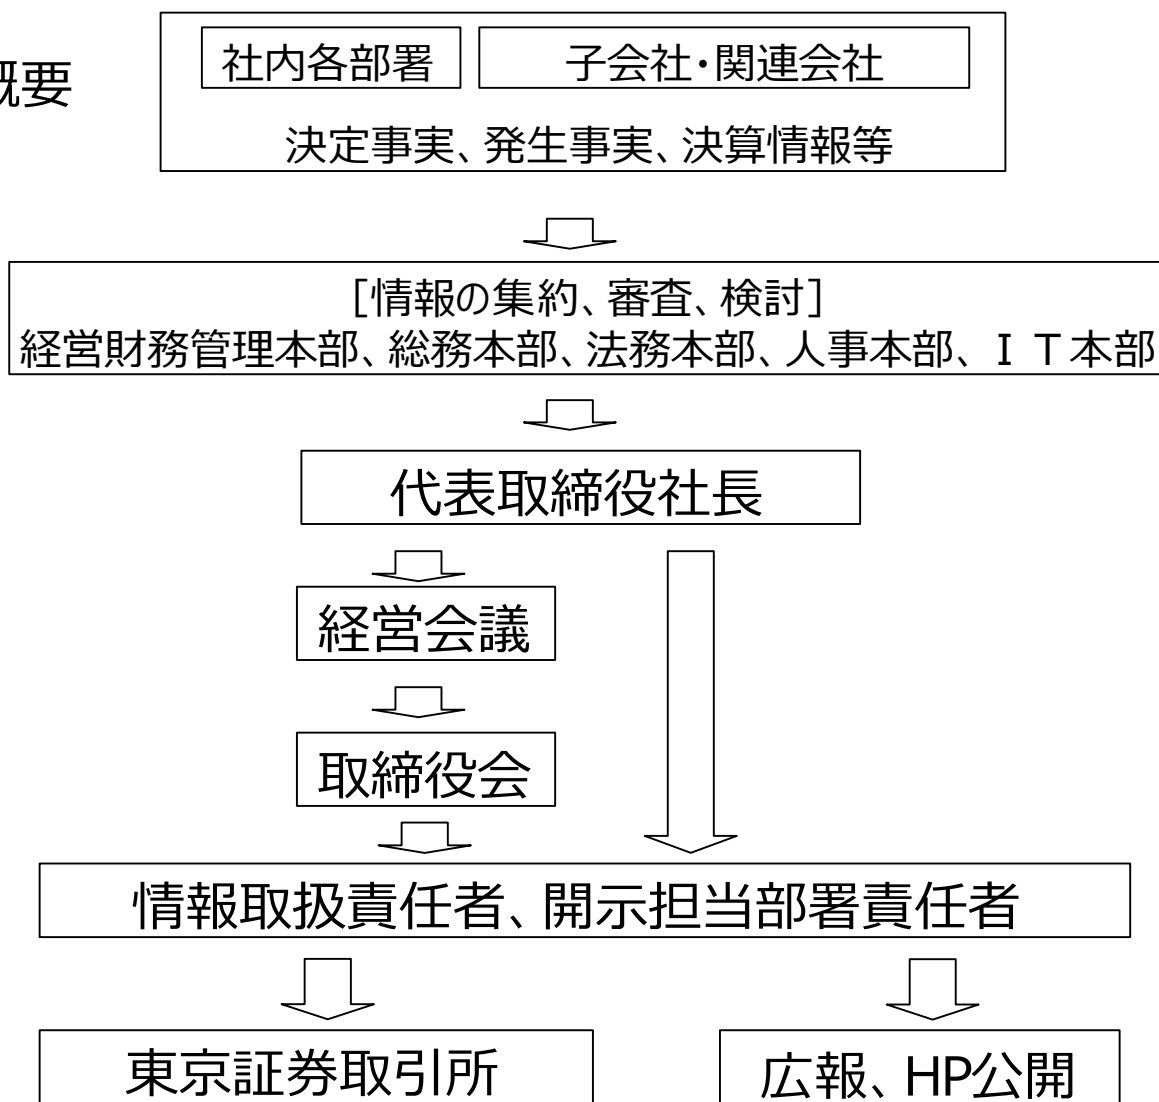 概要
社内各部署
子会社・関連会社
決定事実、発生事実、決算情報等
［情報の集約、審査、検討］
経営財務管理本部、総務本部、法務本部、人事本部、ＩＴ本部
代表取締役社長
経営会議
取締役会
情報取扱責任者、開示担当部署責任者
東京証券取引所
広報、HP公開